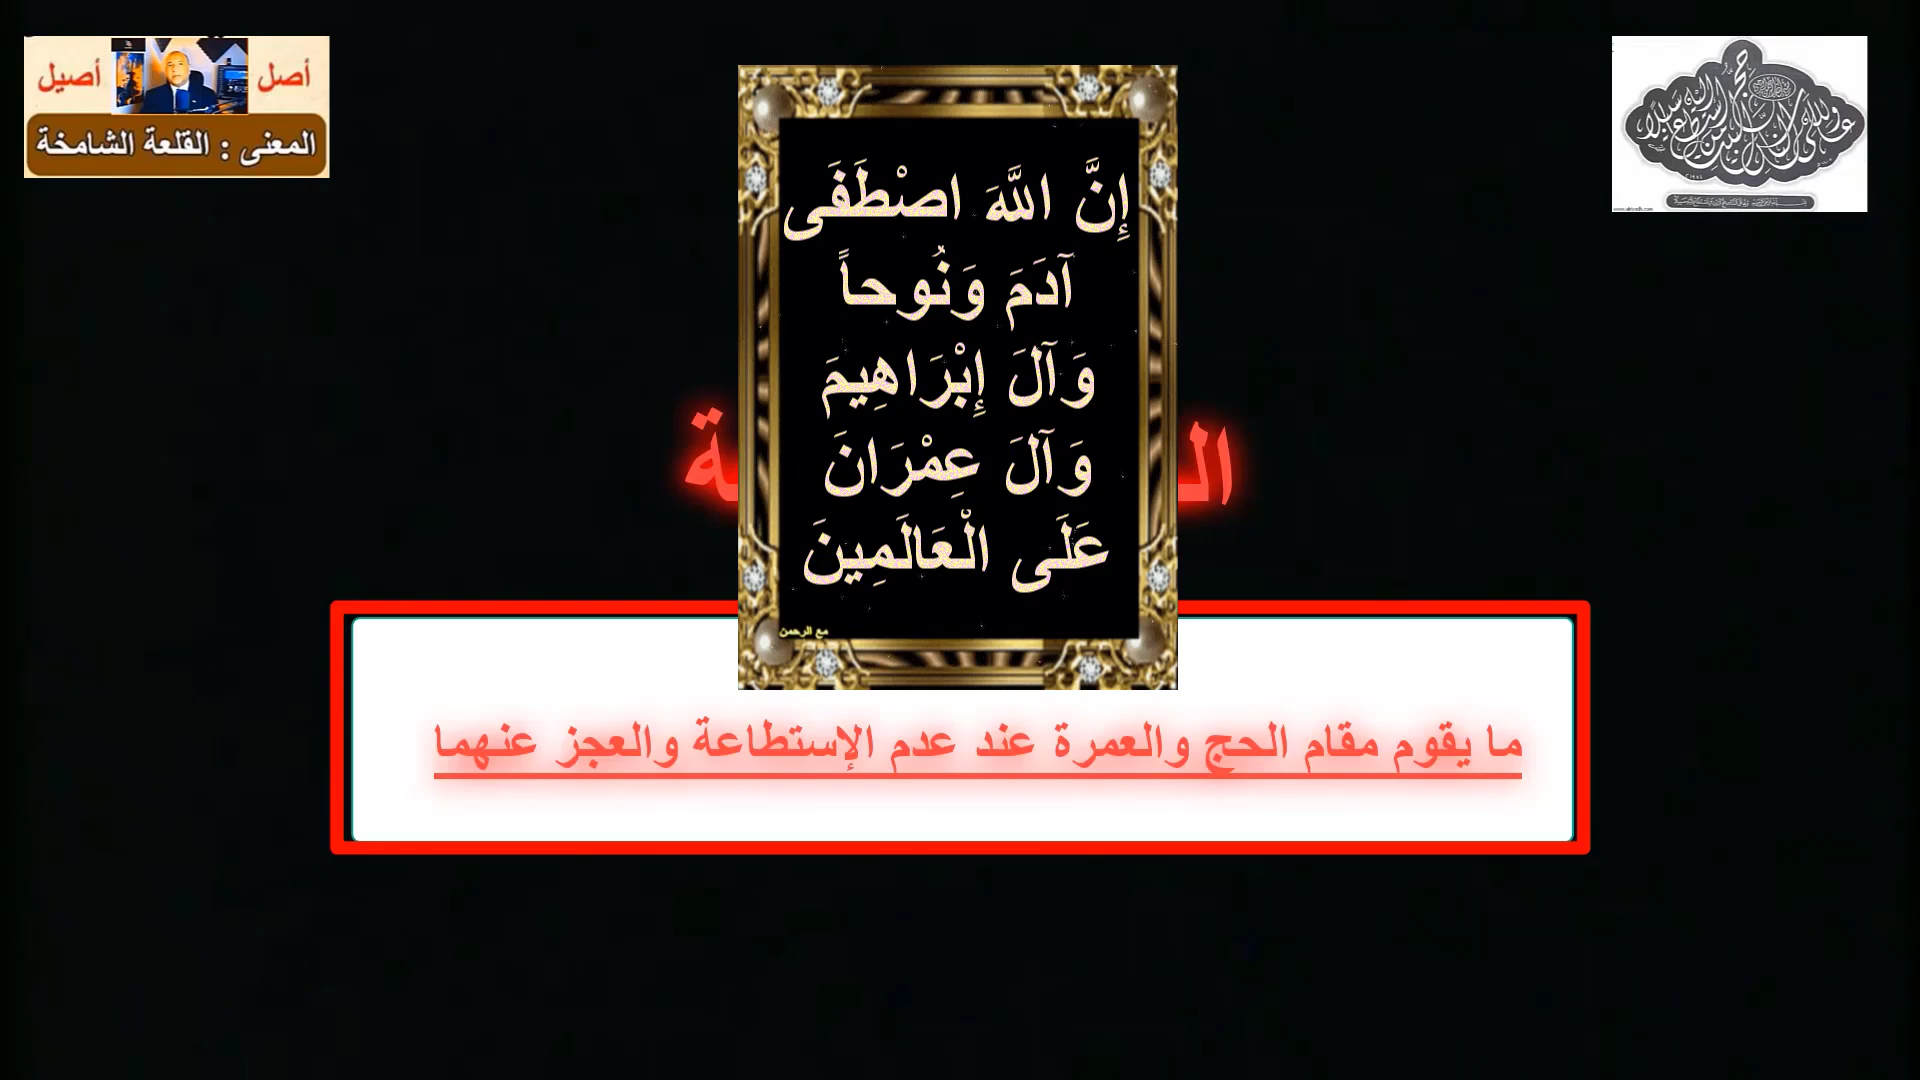 أصل أصيل
المعنى : القلعة الشامخة
إِنَّ اللَّهَ اصْطَفَى
آدَمَ وَنُوحاً
وَآلَ إِبْرَاهِيمَ
وَآلَ عِمْرَانَ
عَلَى الْعَالَمِينَ
مع الرحمن
ما يقوم مقام الحج والعمرة عند عدم الإستطاعة والعجز عنهما